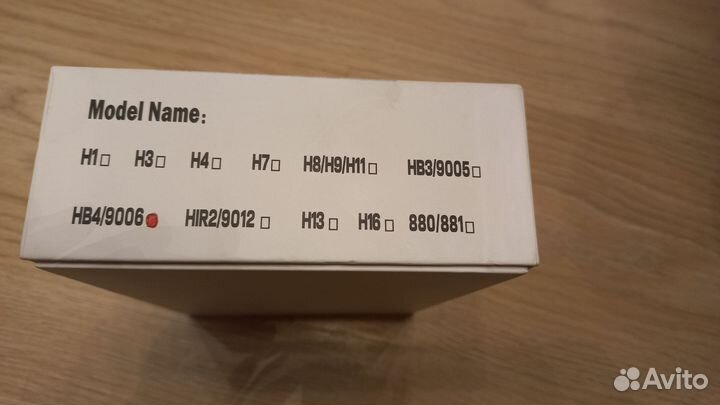 Model Name:
H1□ H3□ H4□ H7□ H8/H9/H11□ HB3/9005□
HB4/9006 HIR2/9012□ H13□ H16□ 880/881□
Avito